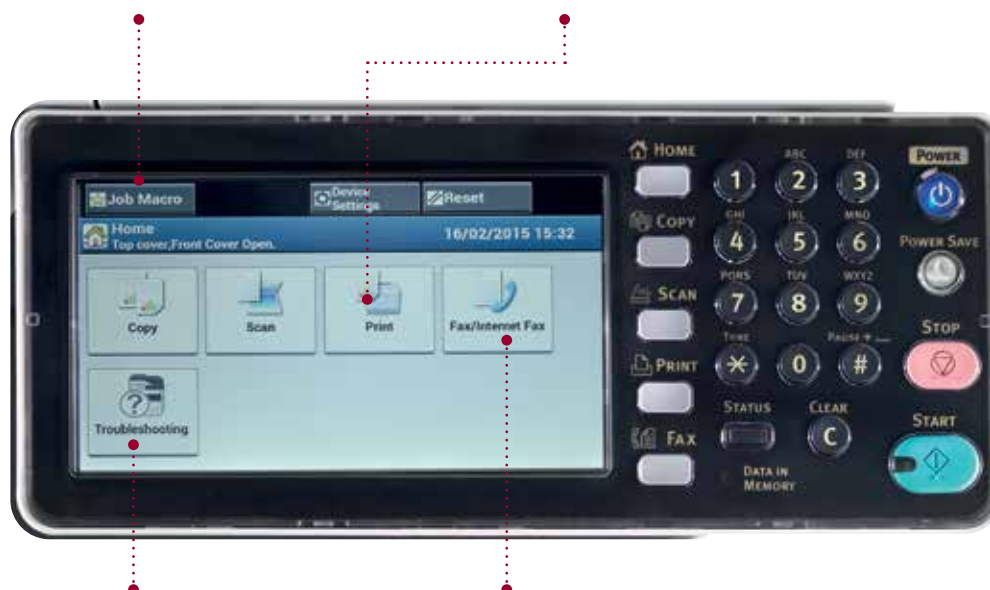 Job Macro
Device
Settings
Reset
Home
Top cover,Front Cover Open.
16/02/2015 15:32
Copy
Scan
Print
Fax/Internet Fax
Troubleshooting
HOME
COPY
SCAN
PRINT
FAX
ABC
DEF
1
2
3
GHI
JKL
MNO
4
5
6
PQRS
TUV
WXYZ
7
8
9
TONE
PAUSE
*
0
#
STATUS
CLEAR
C
DATA IN
MEMORY
POWER
POWER SAVE
STOP
START